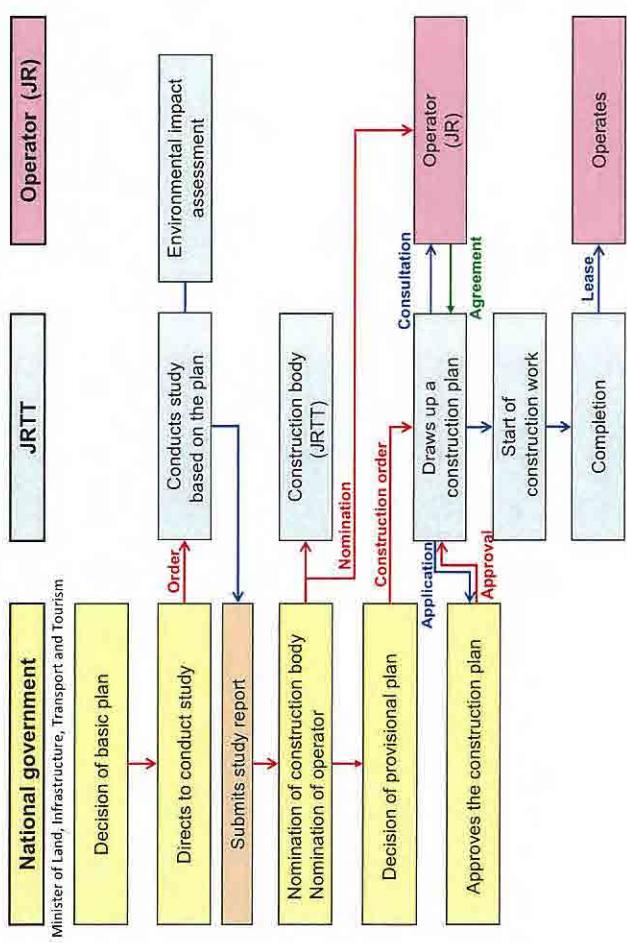 National government
JRTT
Operator (JR)
Minister of Land, Infrastructure, Transport and Tourism
Decision of basic plan
Directs to conduct study
Order
Conducts study
based on the plan
Environmental impact
assessment
Submits study report
Nomination of construction body
Nomination of operator
Construction body
(JRTT)
Nomination
Decision of provisional plan
Construction order
Draws up a
construction plan
Consultation
Agreement
Operator
(JR)
Application
Approval
Approves the construction plan
Start of
construction work
Completion
Lease
Operates